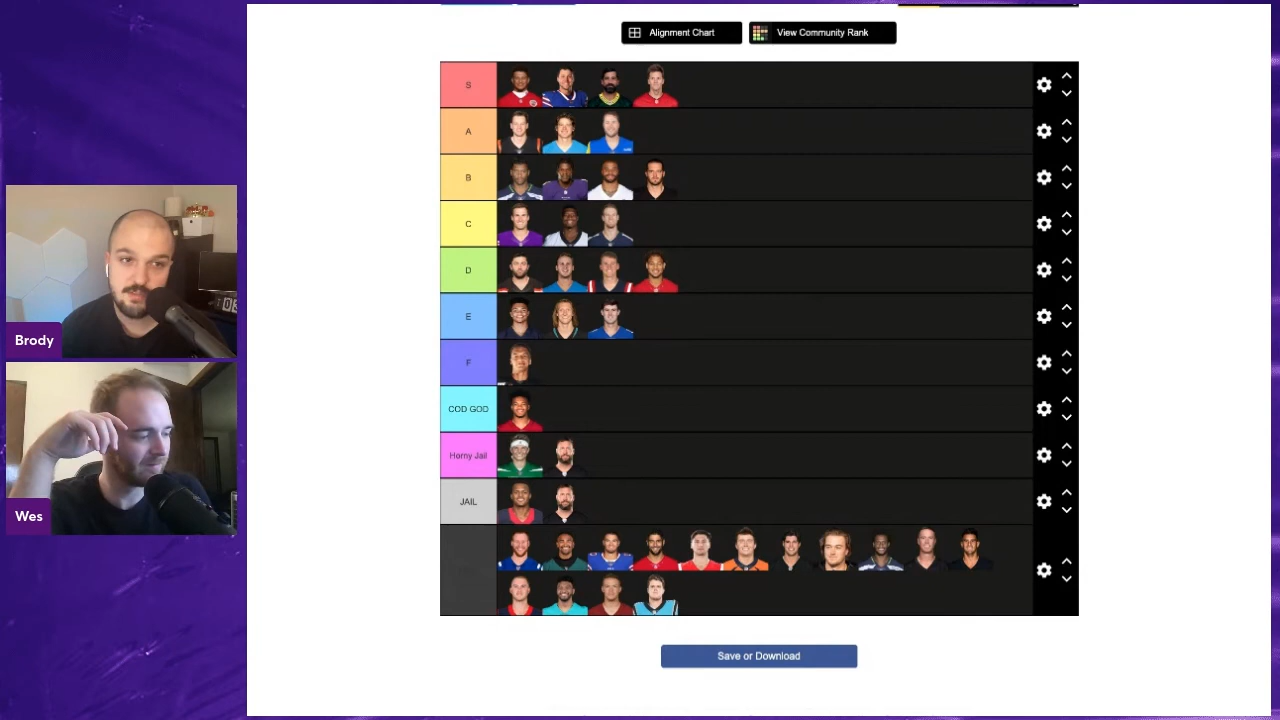 Alignment Chart
View Community Rank
S
A
B
C
D
E
F
COD GOD
Horny Jail
JAIL
Brody
Wes
Save or Download